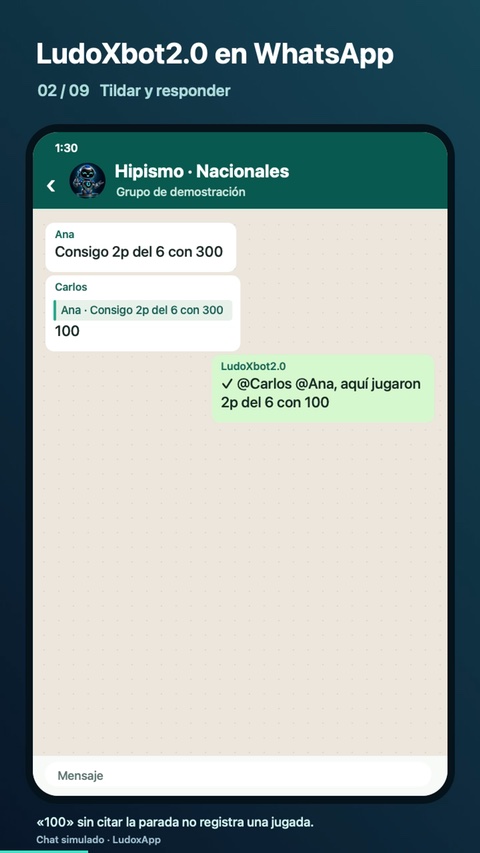 LudoXbot2.0 en WhatsApp
02 / 09 Tildar y responder
1:30
Hipismo · Nacionales
Grupo de demostración
Ana
Consigo 2p del 6 con 300
Carlos
Ana · Consigo 2p del 6 con 300
100
LudoXbot2.0
✓ @Carlos @Ana, aquí jugaron
2p del 6 con 100
Mensaje
«100» sin citar la parada no registra una jugada.
Chat simulado · LudoxApp